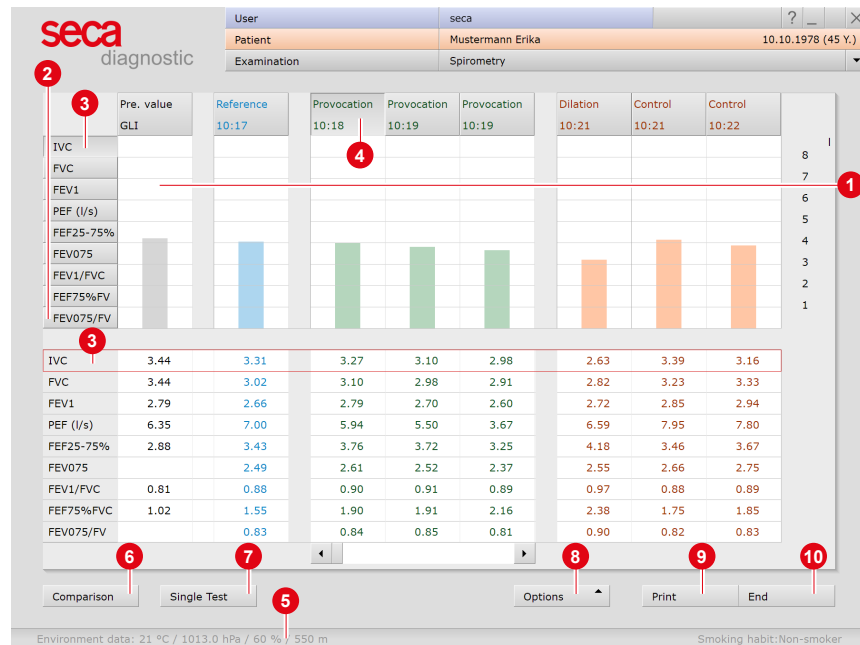 seca
diagnostic
User seca ? _ X
Patient Mustermann Erika 10.10.1978 (45 Y.)
Examination Spirometry
2
3
Pre. value Reference Provocation Provocation Provocation Dilation Control Control
GLI 10:17 10:18 10:19 10:19 10:21 10:21 10:22
4
1
IVC l
8
FVC
7
FEV1
6
PEF (l/s)
5
FEF25-75%
4
FEV075
3
FEV1/FVC
2
FEF75%FV
1
FEV075/FV
3
IVC 3.44 3.31 3.27 3.10 2.98 2.63 3.39 3.16
FVC 3.44 3.02 3.10 2.98 2.91 2.82 3.23 3.33
FEV1 2.79 2.66 2.79 2.70 2.60 2.72 2.85 2.94
PEF (l/s) 6.35 7.00 5.94 5.50 3.67 6.59 7.95 7.80
FEF25-75% 2.88 3.43 3.76 3.72 3.25 4.18 3.46 3.67
FEV075 2.49 2.61 2.52 2.37 2.55 2.66 2.75
FEV1/FVC 0.81 0.88 0.90 0.91 0.89 0.97 0.88 0.89
FEF75%FVC 1.02 1.55 1.90 1.91 2.16 2.38 1.75 1.85
FEV075/FV 0.83 0.84 0.85 0.81 0.90 0.82 0.83
6 7 8 9 10
Comparison Single Test Options Print End
5
Environment data: 21 °C / 1013.0 hPa / 60 % / 550 m Smoking habit:Non-smoker